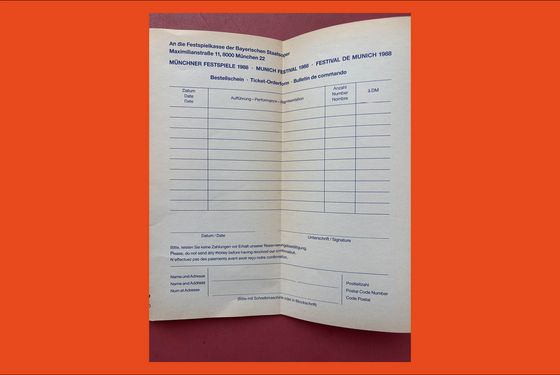 An die Festspielkasse der Bayerischen Staatsoper
Maximilianstraße 11, 8000 München 22
MÜNCHNER FESTSPIELE 1988 · MUNICH FESTIVAL 1988 · FESTIVAL DE MUNICH 1988
Bestellschein · Ticket-Orderform · Bulletin de commando
Datum
Date
Date
Aufführung – Performance – Représentation
Anzahl
Number
Nombre
à DM
Datum / Date
Unterschrift / Signature
Bitte, leisten Sie keine Zahlungen vor Erhalt unserer Reservierungsbestätigung.
Please, do not send any money before having received our confirmation.
N'effectuez pas des paiements avant avoir reçu notre confirmation.
Name und Adresse
Name and Address
Nom et Adresse
Postleitzahl
Postal Code Number
Code Postal
(Bitte mit Schreibmaschine oder in Blockschrift)